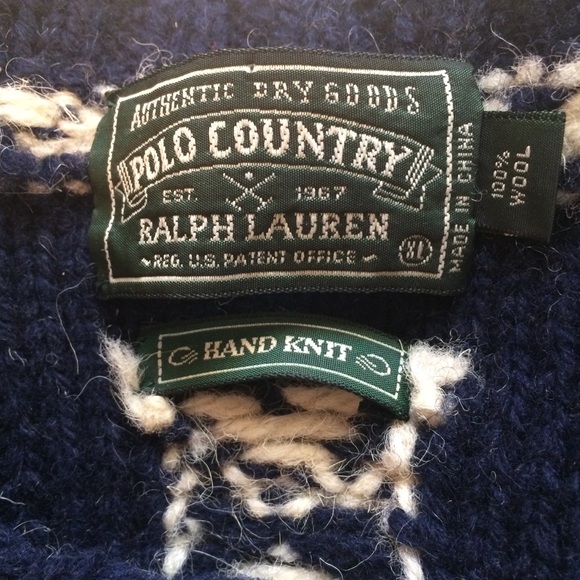 AUTHENTIC DRY GOODS
POLO COUNTRY
EST. 1967
RALPH LAUREN
REG. U.S. PATENT OFFICE
XL
MADE IN CHINA
100%
WOOL
HAND KNIT